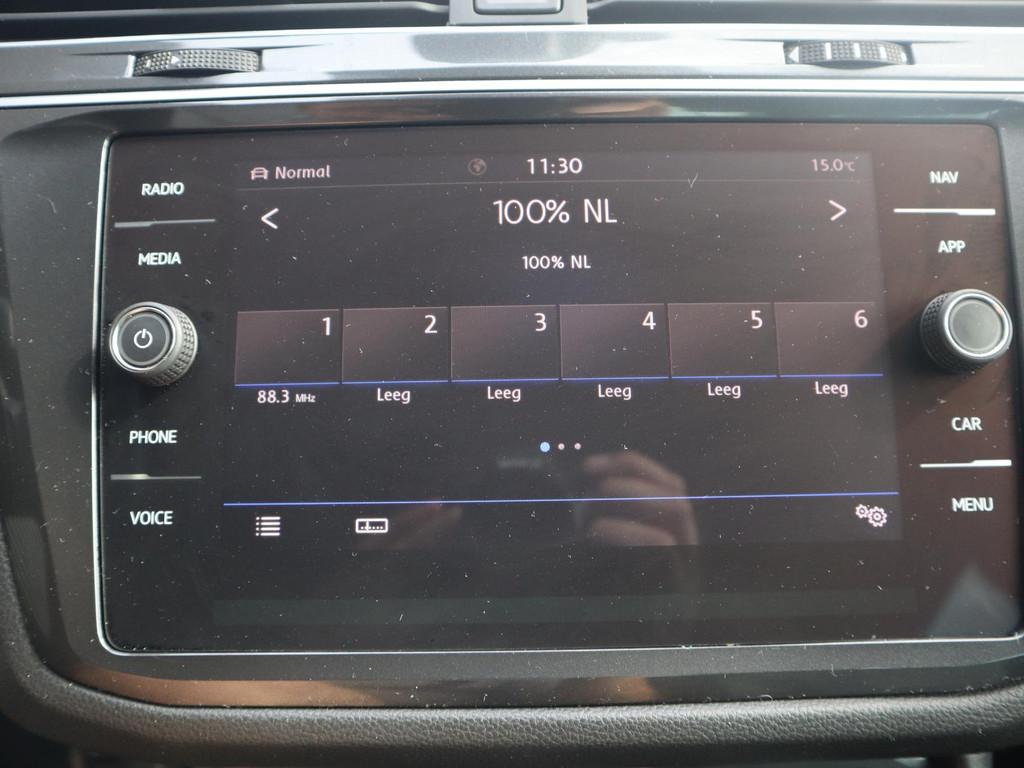 Normal
11:30
15.0°C
RADIO
NAV
100% NL
MEDIA
APP
100% NL
1 2 3 4 5 6
88.3 MHz Leeg Leeg Leeg Leeg Leeg
PHONE
CAR
VOICE
MENU